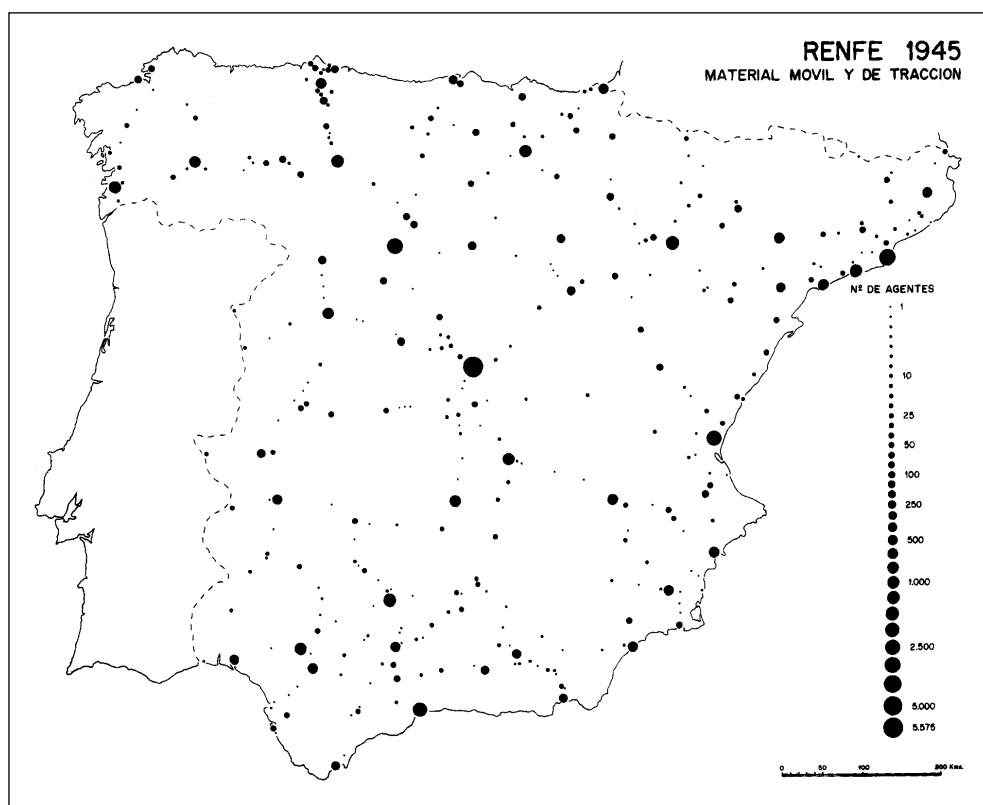 RENFE 1945
MATERIAL MOVIL Y DE TRACCION
Nº DE AGENTES
1
10
25
50
100
250
500
1.000
2.500
5.000
5.575
0 50 100 200 Kms.